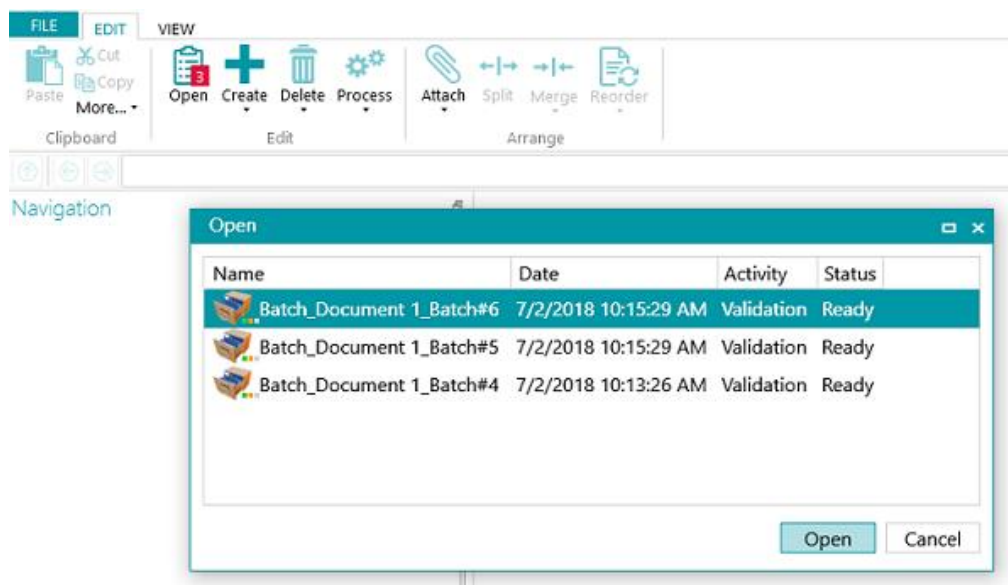 FILE EDIT VIEW
Cut
Copy
Paste
More...
Open Create Delete Process
3
Attach Split Merge Reorder
Clipboard Edit Arrange
Navigation
Open
Name Date Activity Status
Batch_Document 1_Batch#6 7/2/2018 10:15:29 AM Validation Ready
Batch_Document 1_Batch#5 7/2/2018 10:15:29 AM Validation Ready
Batch_Document 1_Batch#4 7/2/2018 10:13:26 AM Validation Ready
Open Cancel